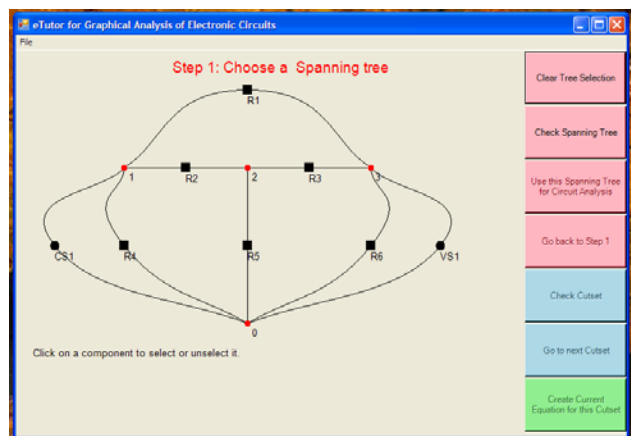 eTutor for Graphical Analysis of Electronic Circuits
File
Step 1: Choose a Spanning tree
R1
1
R2
2
R3
3
CS1
R4
R5
R6
VS1
0
Click on a component to select or unselect it.
Clear Tree Selection
Check Spanning Tree
Use this Spanning Tree
for Circuit Analysis
Go back to Step 1
Check Cutset
Go to next Cutset
Create Current
Equation for this Cutset